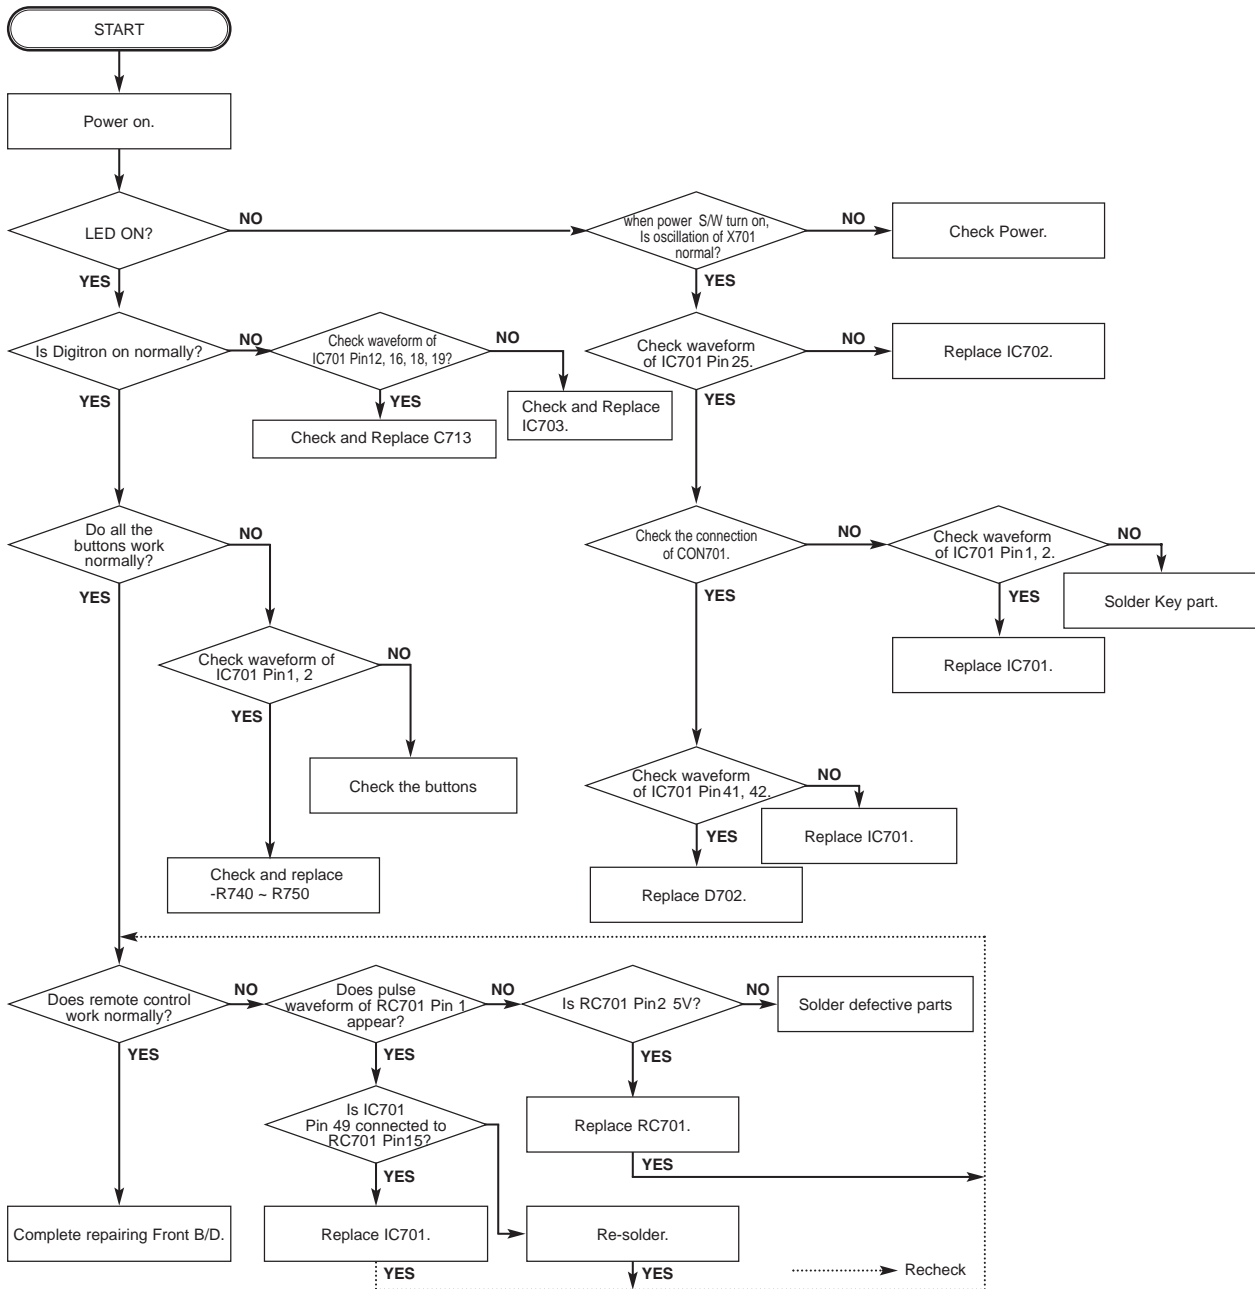 START
Power on.
LED ON?
NO
YES
when power S/W turn on,
Is oscillation of X701
normal?
NO
Check Power.
YES
Is Digitron on normally?
NO
YES
Check waveform of
IC701 Pin12, 16, 18, 19?
NO
YES
Check and Replace
IC703.
Check and Replace C713
Check waveform
of IC701 Pin 25.
NO
Replace IC702.
YES
Do all the
buttons work
normally?
NO
YES
Check waveform of
IC701 Pin 1, 2
NO
YES
Check the buttons
Check and replace
-R740 ~ R750
Check the connection
of CON701.
NO
YES
Check waveform
of IC701 Pin 1, 2.
NO
YES
Solder Key part.
Replace IC701.
Check waveform
of IC701 Pin 41, 42.
NO
YES
Replace IC701.
Replace D702.
Does remote control
work normally?
NO
YES
Does pulse
waveform of RC701 Pin 1
appear?
NO
YES
Is RC701 Pin2 5V?
NO
YES
Solder defective parts
Is IC701
Pin 49 connected to
RC701 Pin15?
YES
Replace RC701.
YES
Complete repairing Front B/D.
Replace IC701.
YES
Re-solder.
YES
Recheck